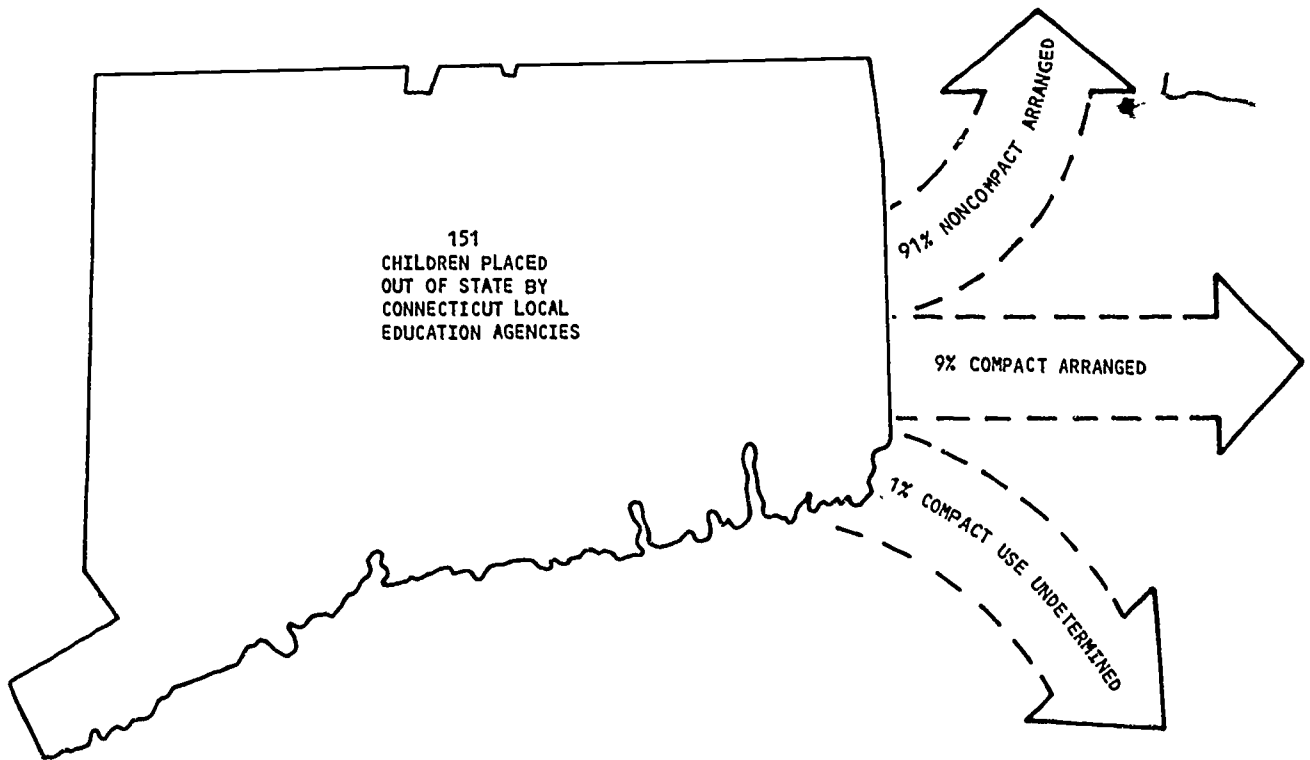 151
CHILDREN PLACED
OUT OF STATE BY
CONNECTICUT LOCAL
EDUCATION AGENCIES
91% NONCOMPACT ARRANGED
9% COMPACT ARRANGED
1% COMPACT USE UNDETERMINED